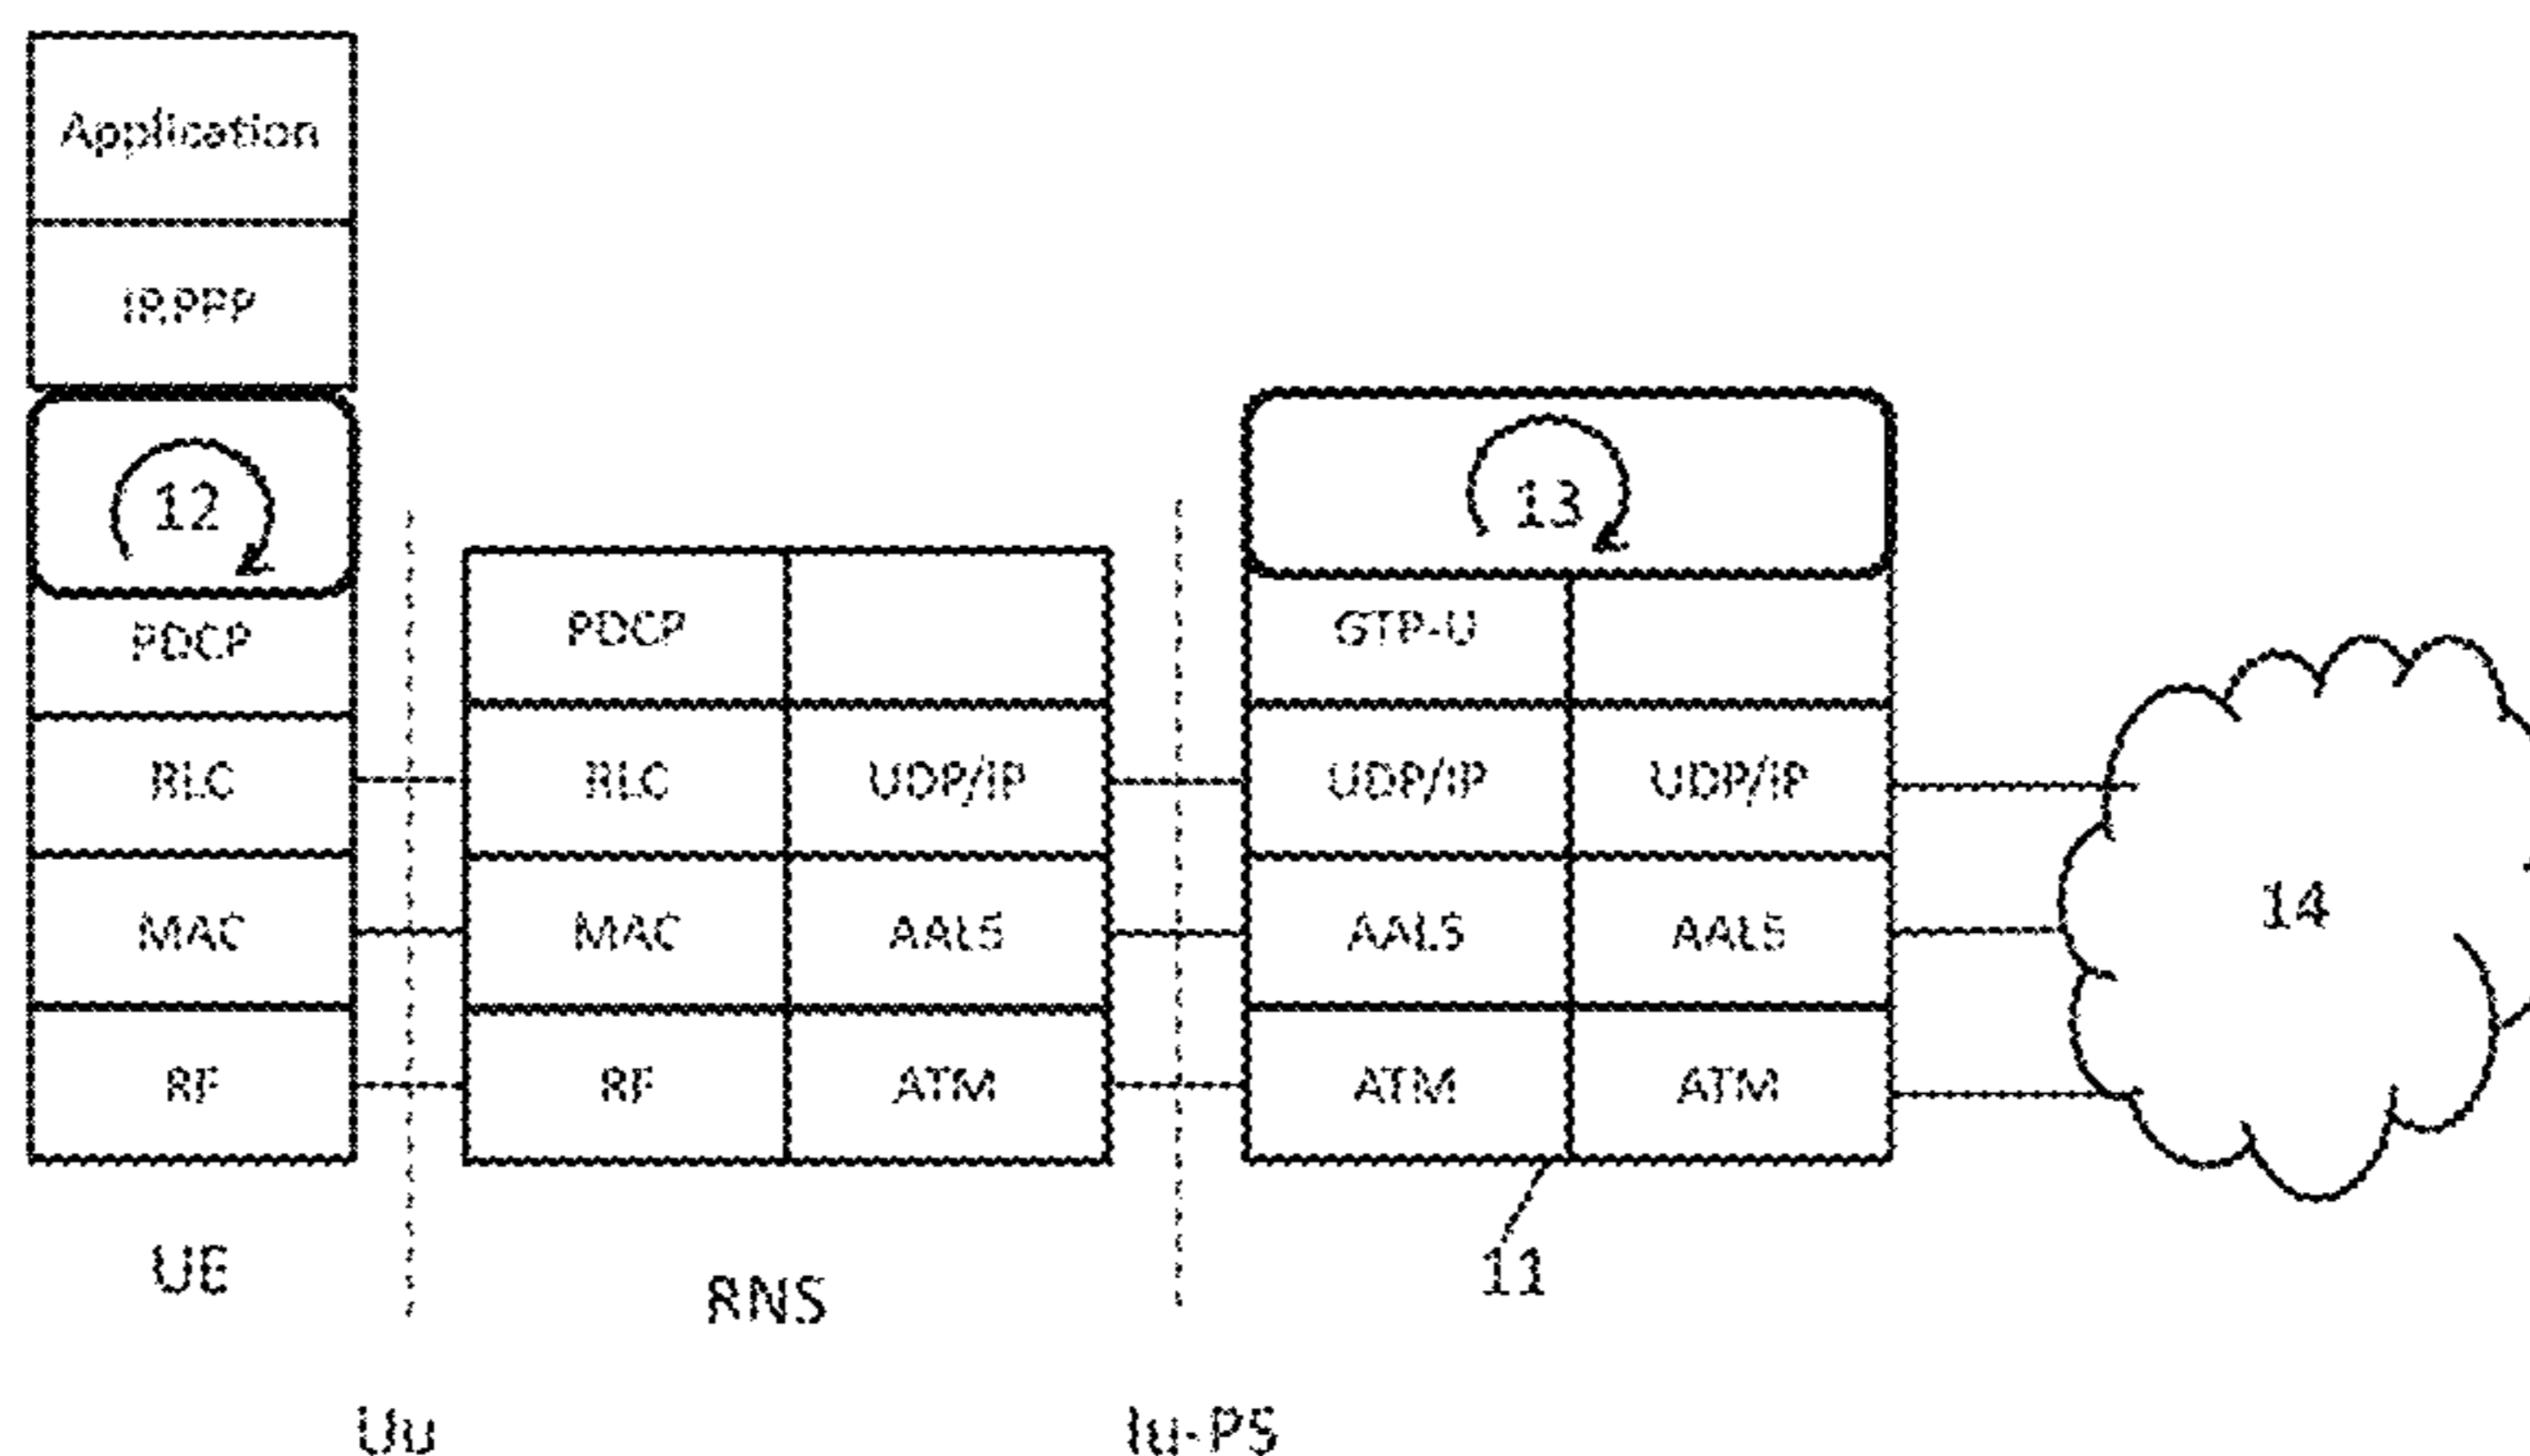 Application
IP,PPP
12
13
PDCP
PDCP
GTP-U
RLC
RLC
UDP/IP
UDP/IP
UDP/IP
MAC
MAC
AAL5
AAL5
AAL5
14
RF
RF
ATM
ATM
ATM
UE
RNS
11
Uu
Iu-PS